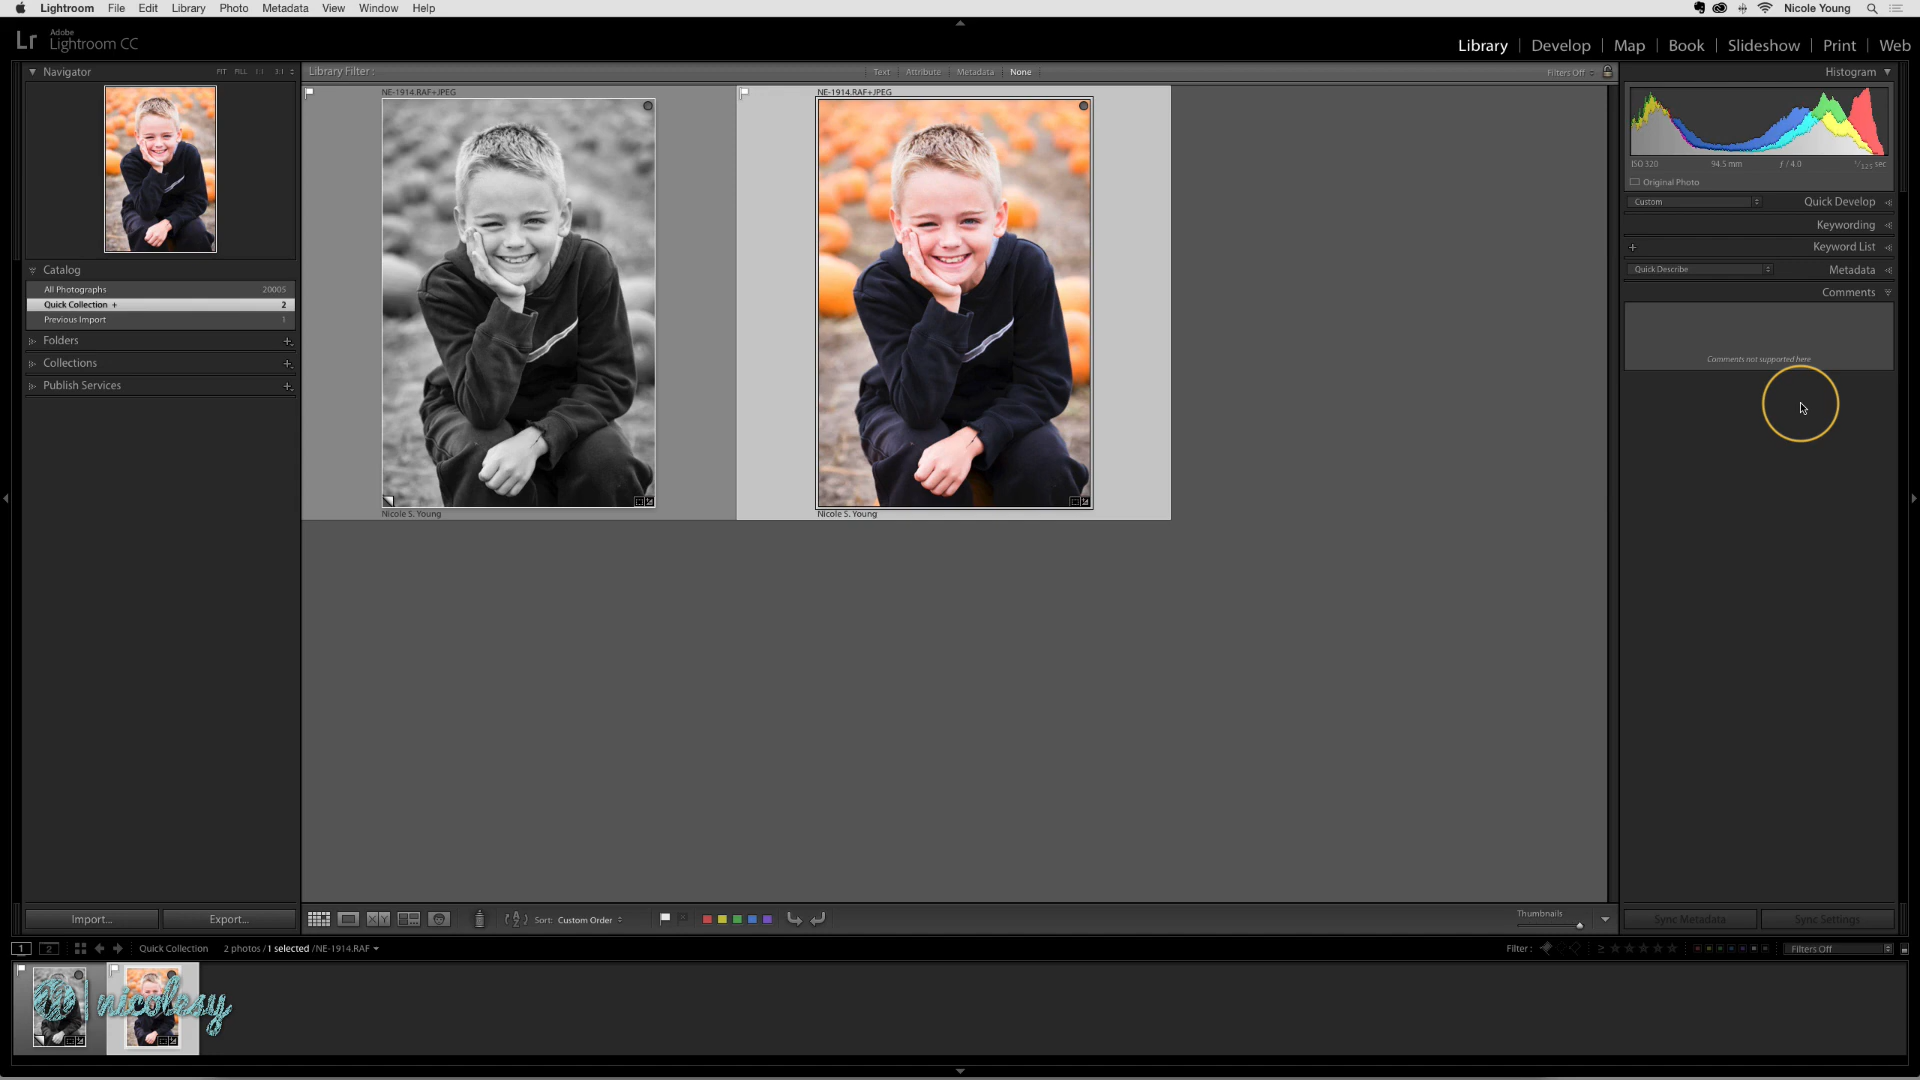 Lightroom File Edit Library Photo Metadata View Window Help Nicole Young
Lr Adobe Lightroom CC
Library | Develop | Map | Book | Slideshow | Print | Web
Navigator FIT FILL 1:1 3:1
Library Filter : Text Attribute Metadata None Filters Off
Histogram
NE-1914.RAF+JPEG
NE-1914.RAF+JPEG
ISO 320 94.5 mm ƒ / 4.0 1/125 sec
Original Photo
Custom Quick Develop
Keywording
+ Keyword List
Quick Describe Metadata
Comments
Comments not supported here
Catalog
All Photographs 20005
Quick Collection + 2
Previous Import 1
Folders +
Collections +
Publish Services +
Nicole S. Young
Nicole S. Young
Import... Export...
XY
Sort: Custom Order
Thumbnails
Sync Metadata Sync Settings
1 2 Quick Collection 2 photos / 1 selected / NE-1914.RAF
Filter : ≥ Filters Off
@nicolesy